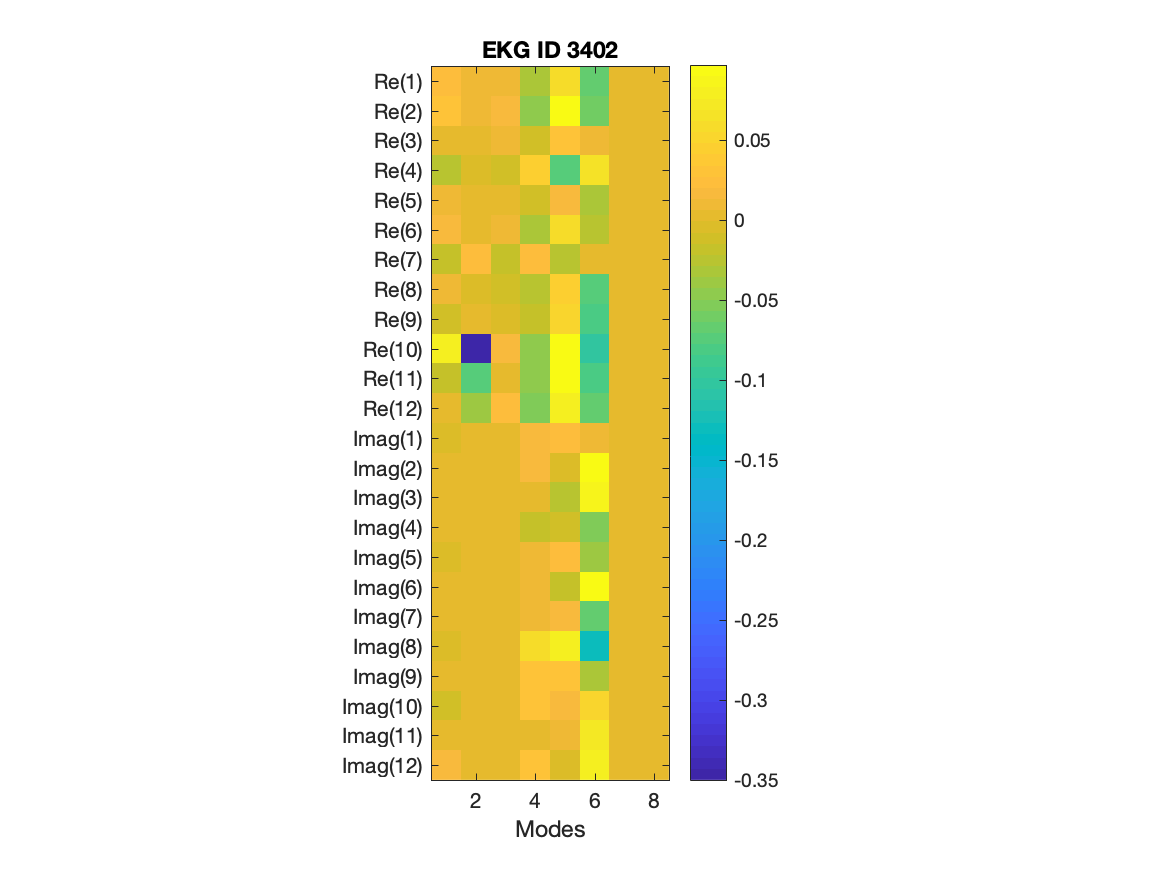 EKG ID 3402
Re(1)
Re(2)
Re(3)
Re(4)
Re(5)
Re(6)
Re(7)
Re(8)
Re(9)
Re(10)
Re(11)
Re(12)
Imag(1)
Imag(2)
Imag(3)
Imag(4)
Imag(5)
Imag(6)
Imag(7)
Imag(8)
Imag(9)
Imag(10)
Imag(11)
Imag(12)
2 4 6 8
Modes
0.05
0
-0.05
-0.1
-0.15
-0.2
-0.25
-0.3
-0.35